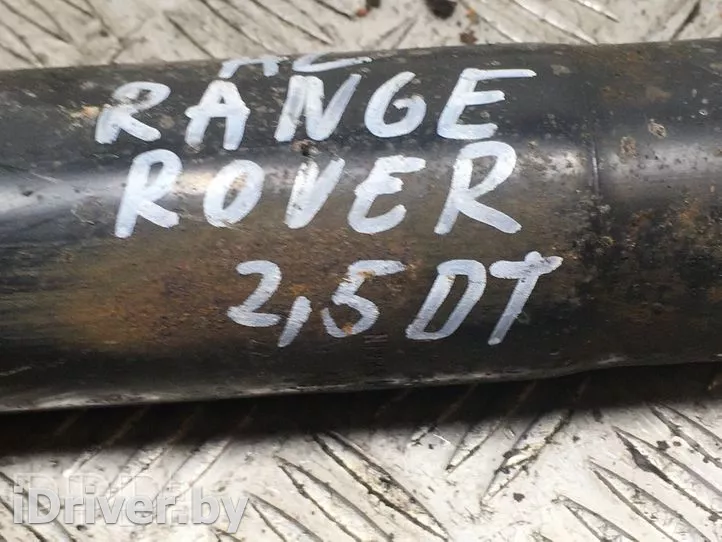 RANGE
ROVER
2,5 DT
iDriver.by